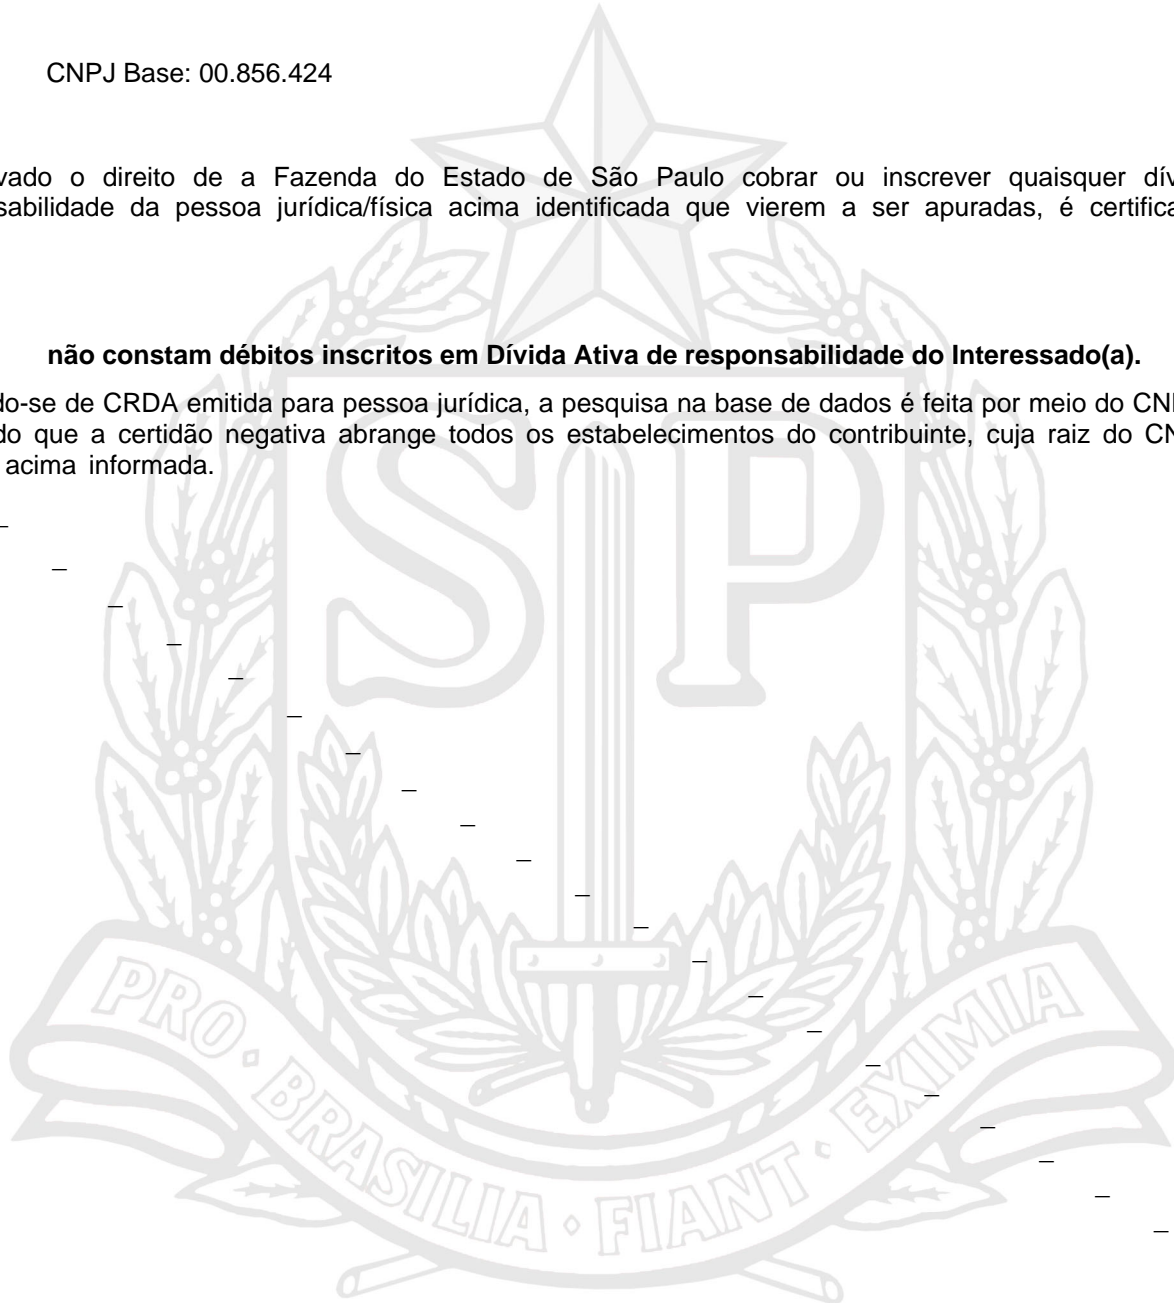 CNPJ Base: 00.856.424
vado o direito de a Fazenda do Estado de São Paulo cobrar ou inscrever quaisquer dív
sabilidade da pessoa jurídica/física acima identificada que vierem a ser apuradas, é certifica
não constam débitos inscritos em Dívida Ativa de responsabilidade do Interessado(a).
do-se de CRDA emitida para pessoa jurídica, a pesquisa na base de dados é feita por meio do CN
do que a certidão negativa abrange todos os estabelecimentos do contribuinte, cuja raiz do CN
acima informada.
SP
PRO · BRASILIA · FIANT · EXIMIA